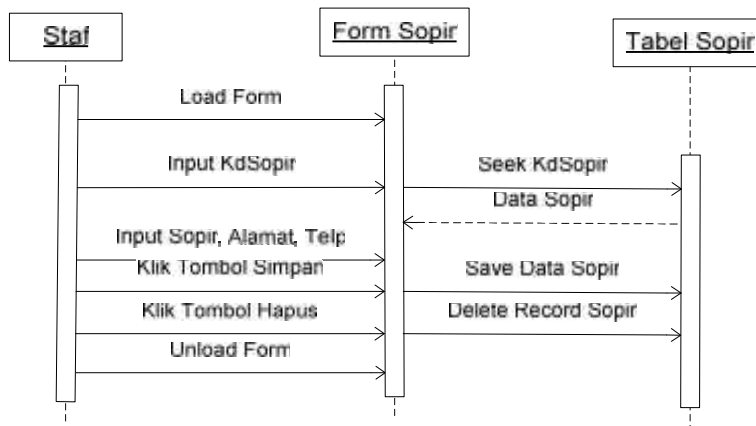 Staf
Form Sopir
Tabel Sopir
Load Form
Input KdSopir
Seek KdSopir
Data Sopir
Input Sopir, Alamat, Telp
Klik Tombol Simpan
Save Data Sopir
Klik Tombol Hapus
Delete Record Sopir
Unload Form